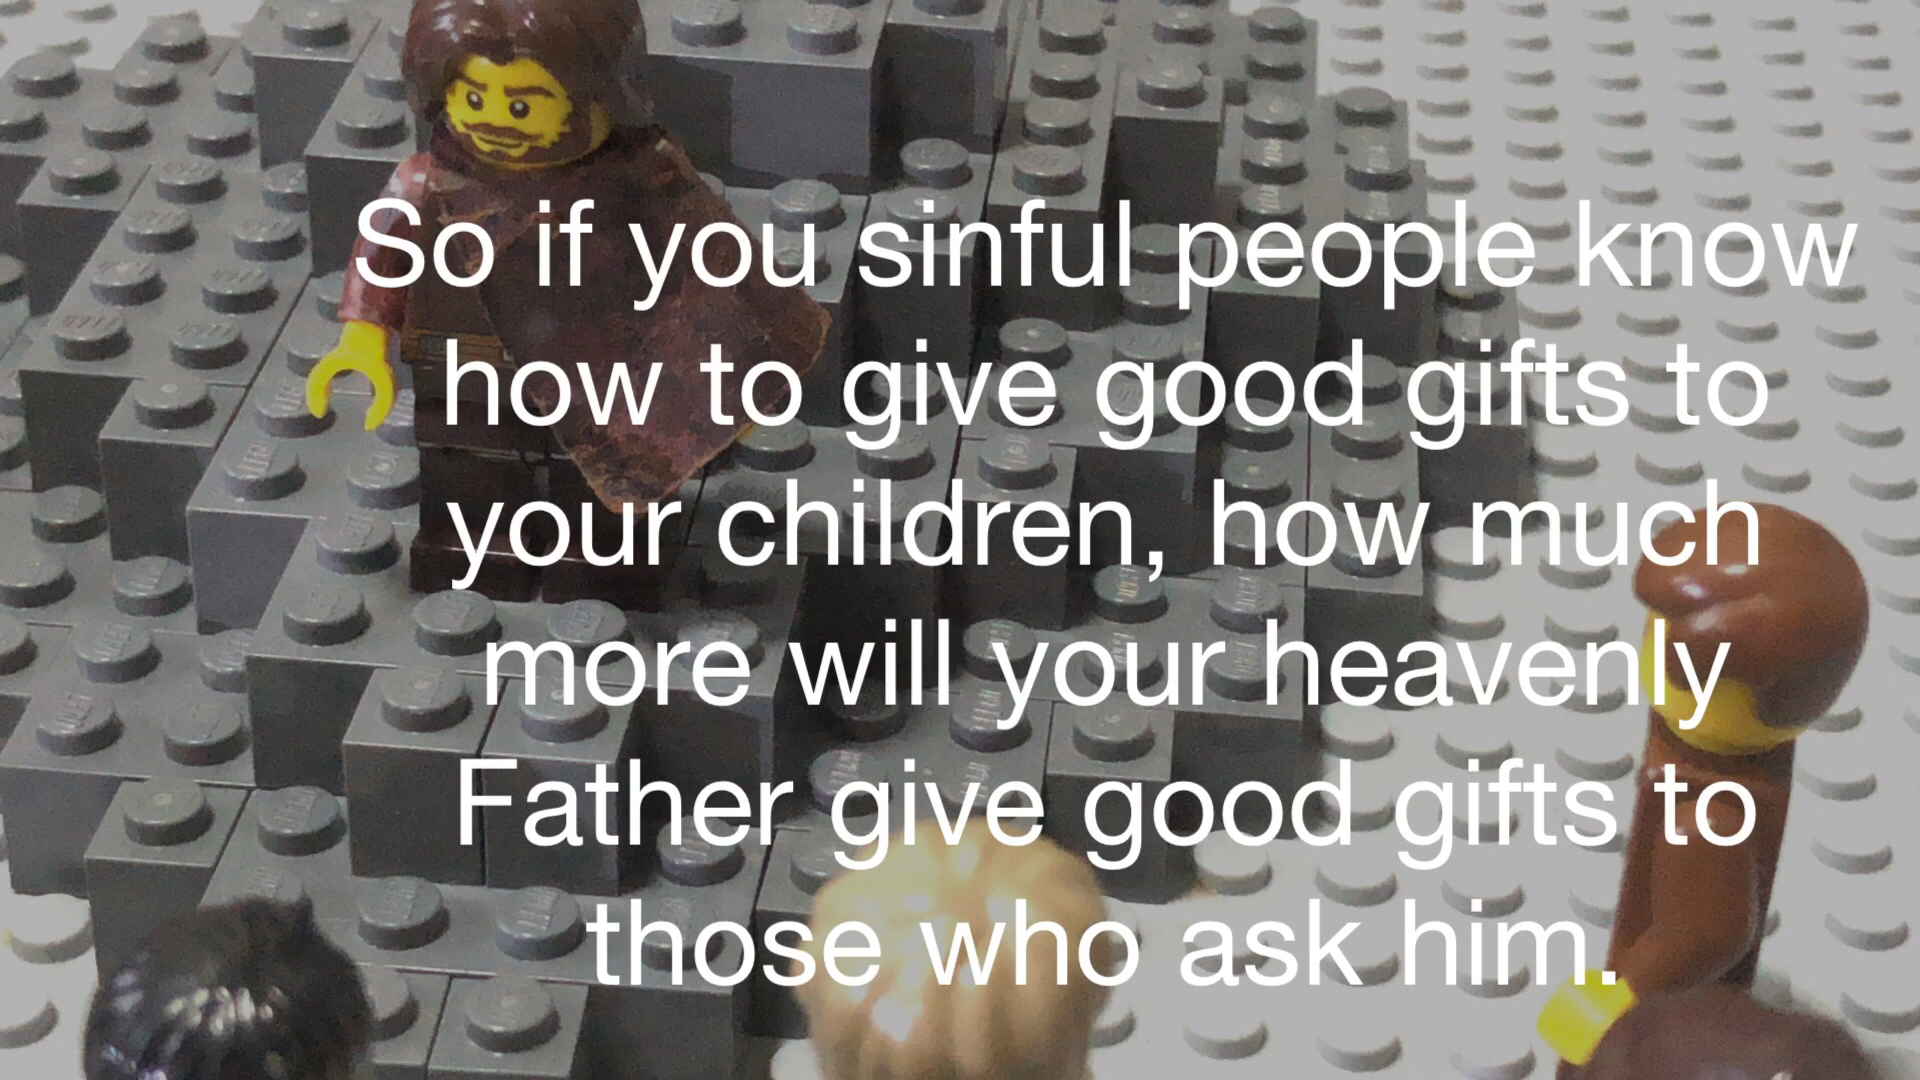 So if you sinful people know
how to give good gifts to
your children, how much
more will your heavenly
Father give good gifts to
those who ask him.